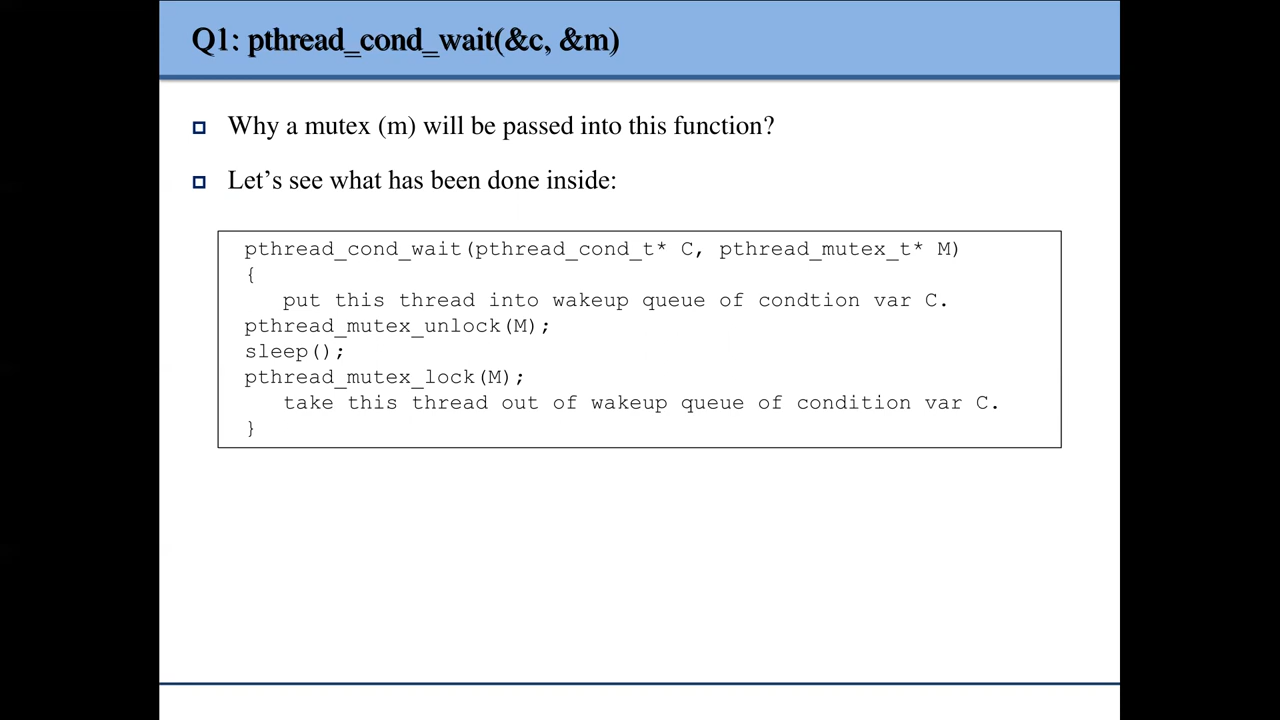 Q1: pthread_cond_wait(&c, &m)
Why a mutex (m) will be passed into this function?
Let’s see what has been done inside:
pthread_cond_wait(pthread_cond_t* C, pthread_mutex_t* M)
{
put this thread into wakeup queue of condtion var C.
pthread_mutex_unlock(M);
sleep();
pthread_mutex_lock(M);
take this thread out of wakeup queue of condition var C.
}